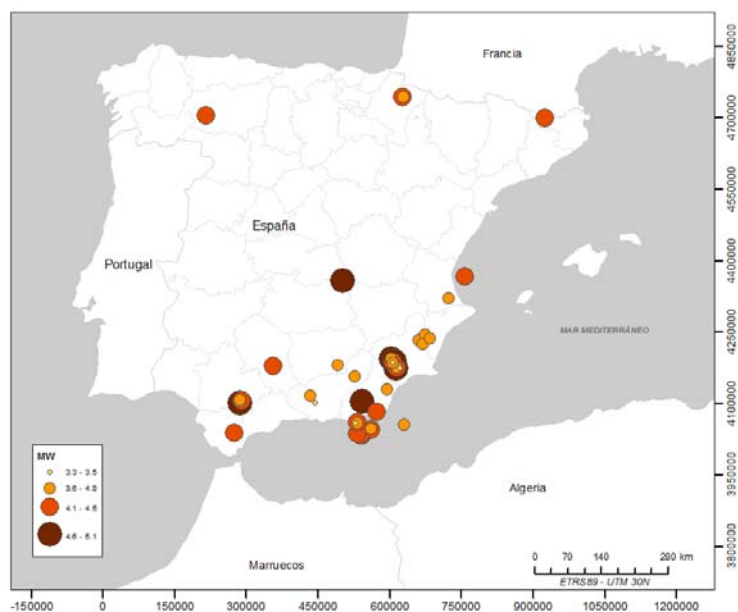 Francia
España
Portugal
MAR MEDITERRÁNEO
Argelia
Marruecos
MW
3.3 - 3.5
3.6 - 4.0
4.1 - 4.5
4.6 - 5.1
0 70 140 280 km
ETRS89 - UTM 30N
4850000
4700000
4550000
4400000
4250000
4100000
3950000
3800000
-150000 0 150000 300000 450000 600000 750000 900000 1050000 1200000